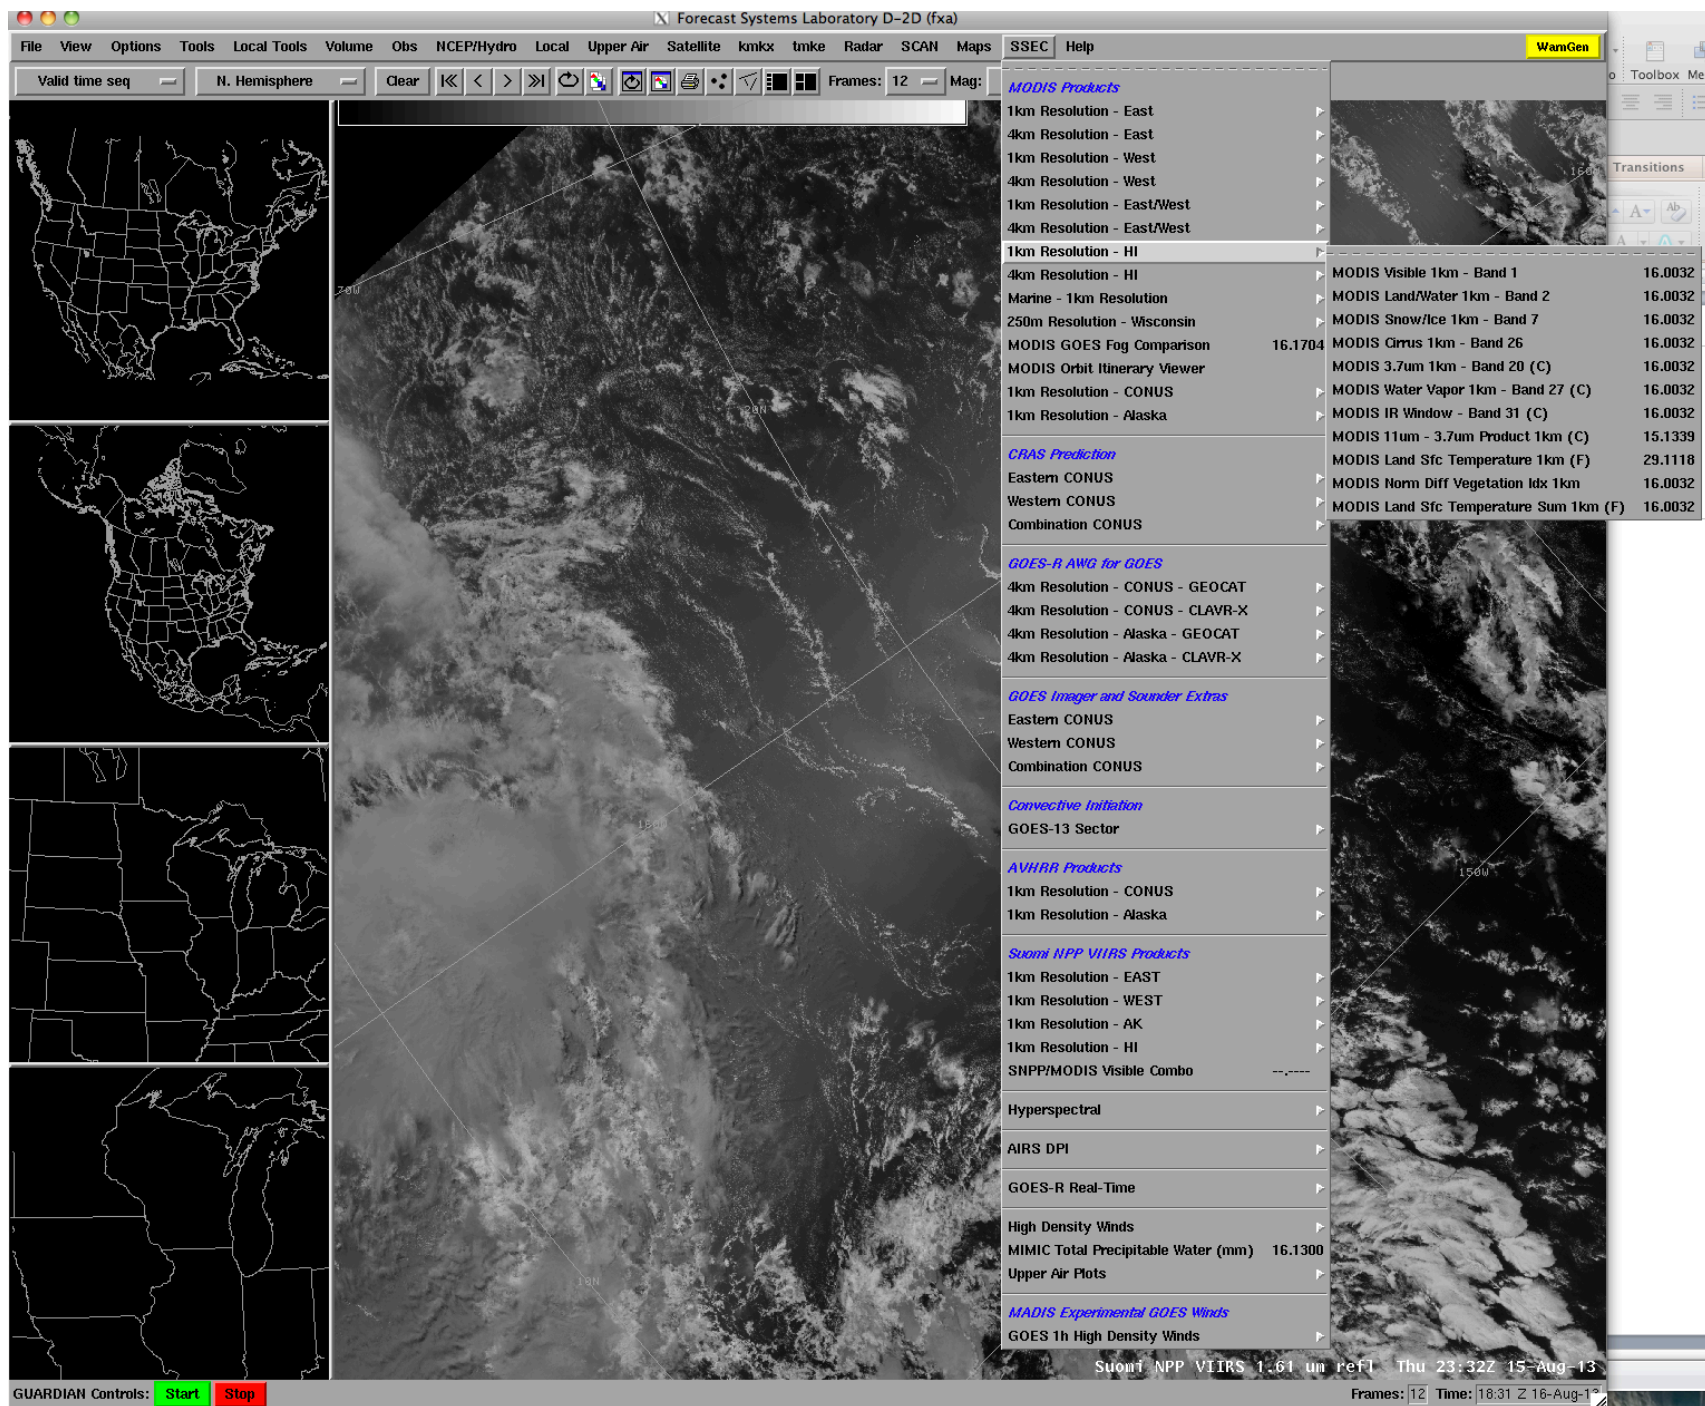 Forecast Systems Laboratory D-2D (fxa)
File View Options Tools Local Tools Volume Obs NCEP/Hydro Local Upper Air Satellite kmkx tmke Radar SCAN Maps SSEC Help WarnGen
Valid time seq N. Hemisphere Clear Frames: 12 Mag:
Toolbox
Transitions
MODIS Products
1km Resolution - East
4km Resolution - East
1km Resolution - West
4km Resolution - West
1km Resolution - East/West
4km Resolution - East/West
1km Resolution - HI
4km Resolution - HI
Marine - 1km Resolution
250m Resolution - Wisconsin
MODIS GOES Fog Comparison 16.1704
MODIS Orbit Itinerary Viewer
1km Resolution - CONUS
1km Resolution - Alaska
CRAS Prediction
Eastern CONUS
Western CONUS
Combination CONUS
GOES-R AWG for GOES
4km Resolution - CONUS - GEOCAT
4km Resolution - CONUS - CLAVR-X
4km Resolution - Alaska - GEOCAT
4km Resolution - Alaska - CLAVR-X
GOES Imager and Sounder Extras
Eastern CONUS
Western CONUS
Combination CONUS
Convective Initiation
GOES-13 Sector
AVHRR Products
1km Resolution - CONUS
1km Resolution - Alaska
Suomi NPP VIIRS Products
1km Resolution - EAST
1km Resolution - WEST
1km Resolution - AK
1km Resolution - HI
SNPP/MODIS Visible Combo --.----
Hyperspectral
AIRS DPI
GOES-R Real-Time
High Density Winds
MIMIC Total Precipitable Water (mm) 16.1300
Upper Air Plots
MADIS Experimental GOES Winds
GOES 1h High Density Winds
MODIS Visible 1km - Band 1 16.0032
MODIS Land/Water 1km - Band 2 16.0032
MODIS Snow/Ice 1km - Band 7 16.0032
MODIS Cirrus 1km - Band 26 16.0032
MODIS 3.7um 1km - Band 20 (C) 16.0032
MODIS Water Vapor 1km - Band 27 (C) 16.0032
MODIS IR Window - Band 31 (C) 16.0032
MODIS 11um - 3.7um Product 1km (C) 15.1339
MODIS Land Sfc Temperature 1km (F) 29.1118
MODIS Norm Diff Vegetation Idx 1km 16.0032
MODIS Land Sfc Temperature Sum 1km (F) 16.0032
170W
160W
20N
180W
150W
10N
Suomi NPP VIIRS 1.61 um refl Thu 23:32Z 15-Aug-13
GUARDIAN Controls: Start Stop
Frames: 12 Time: 18:31 Z 16-Aug-13